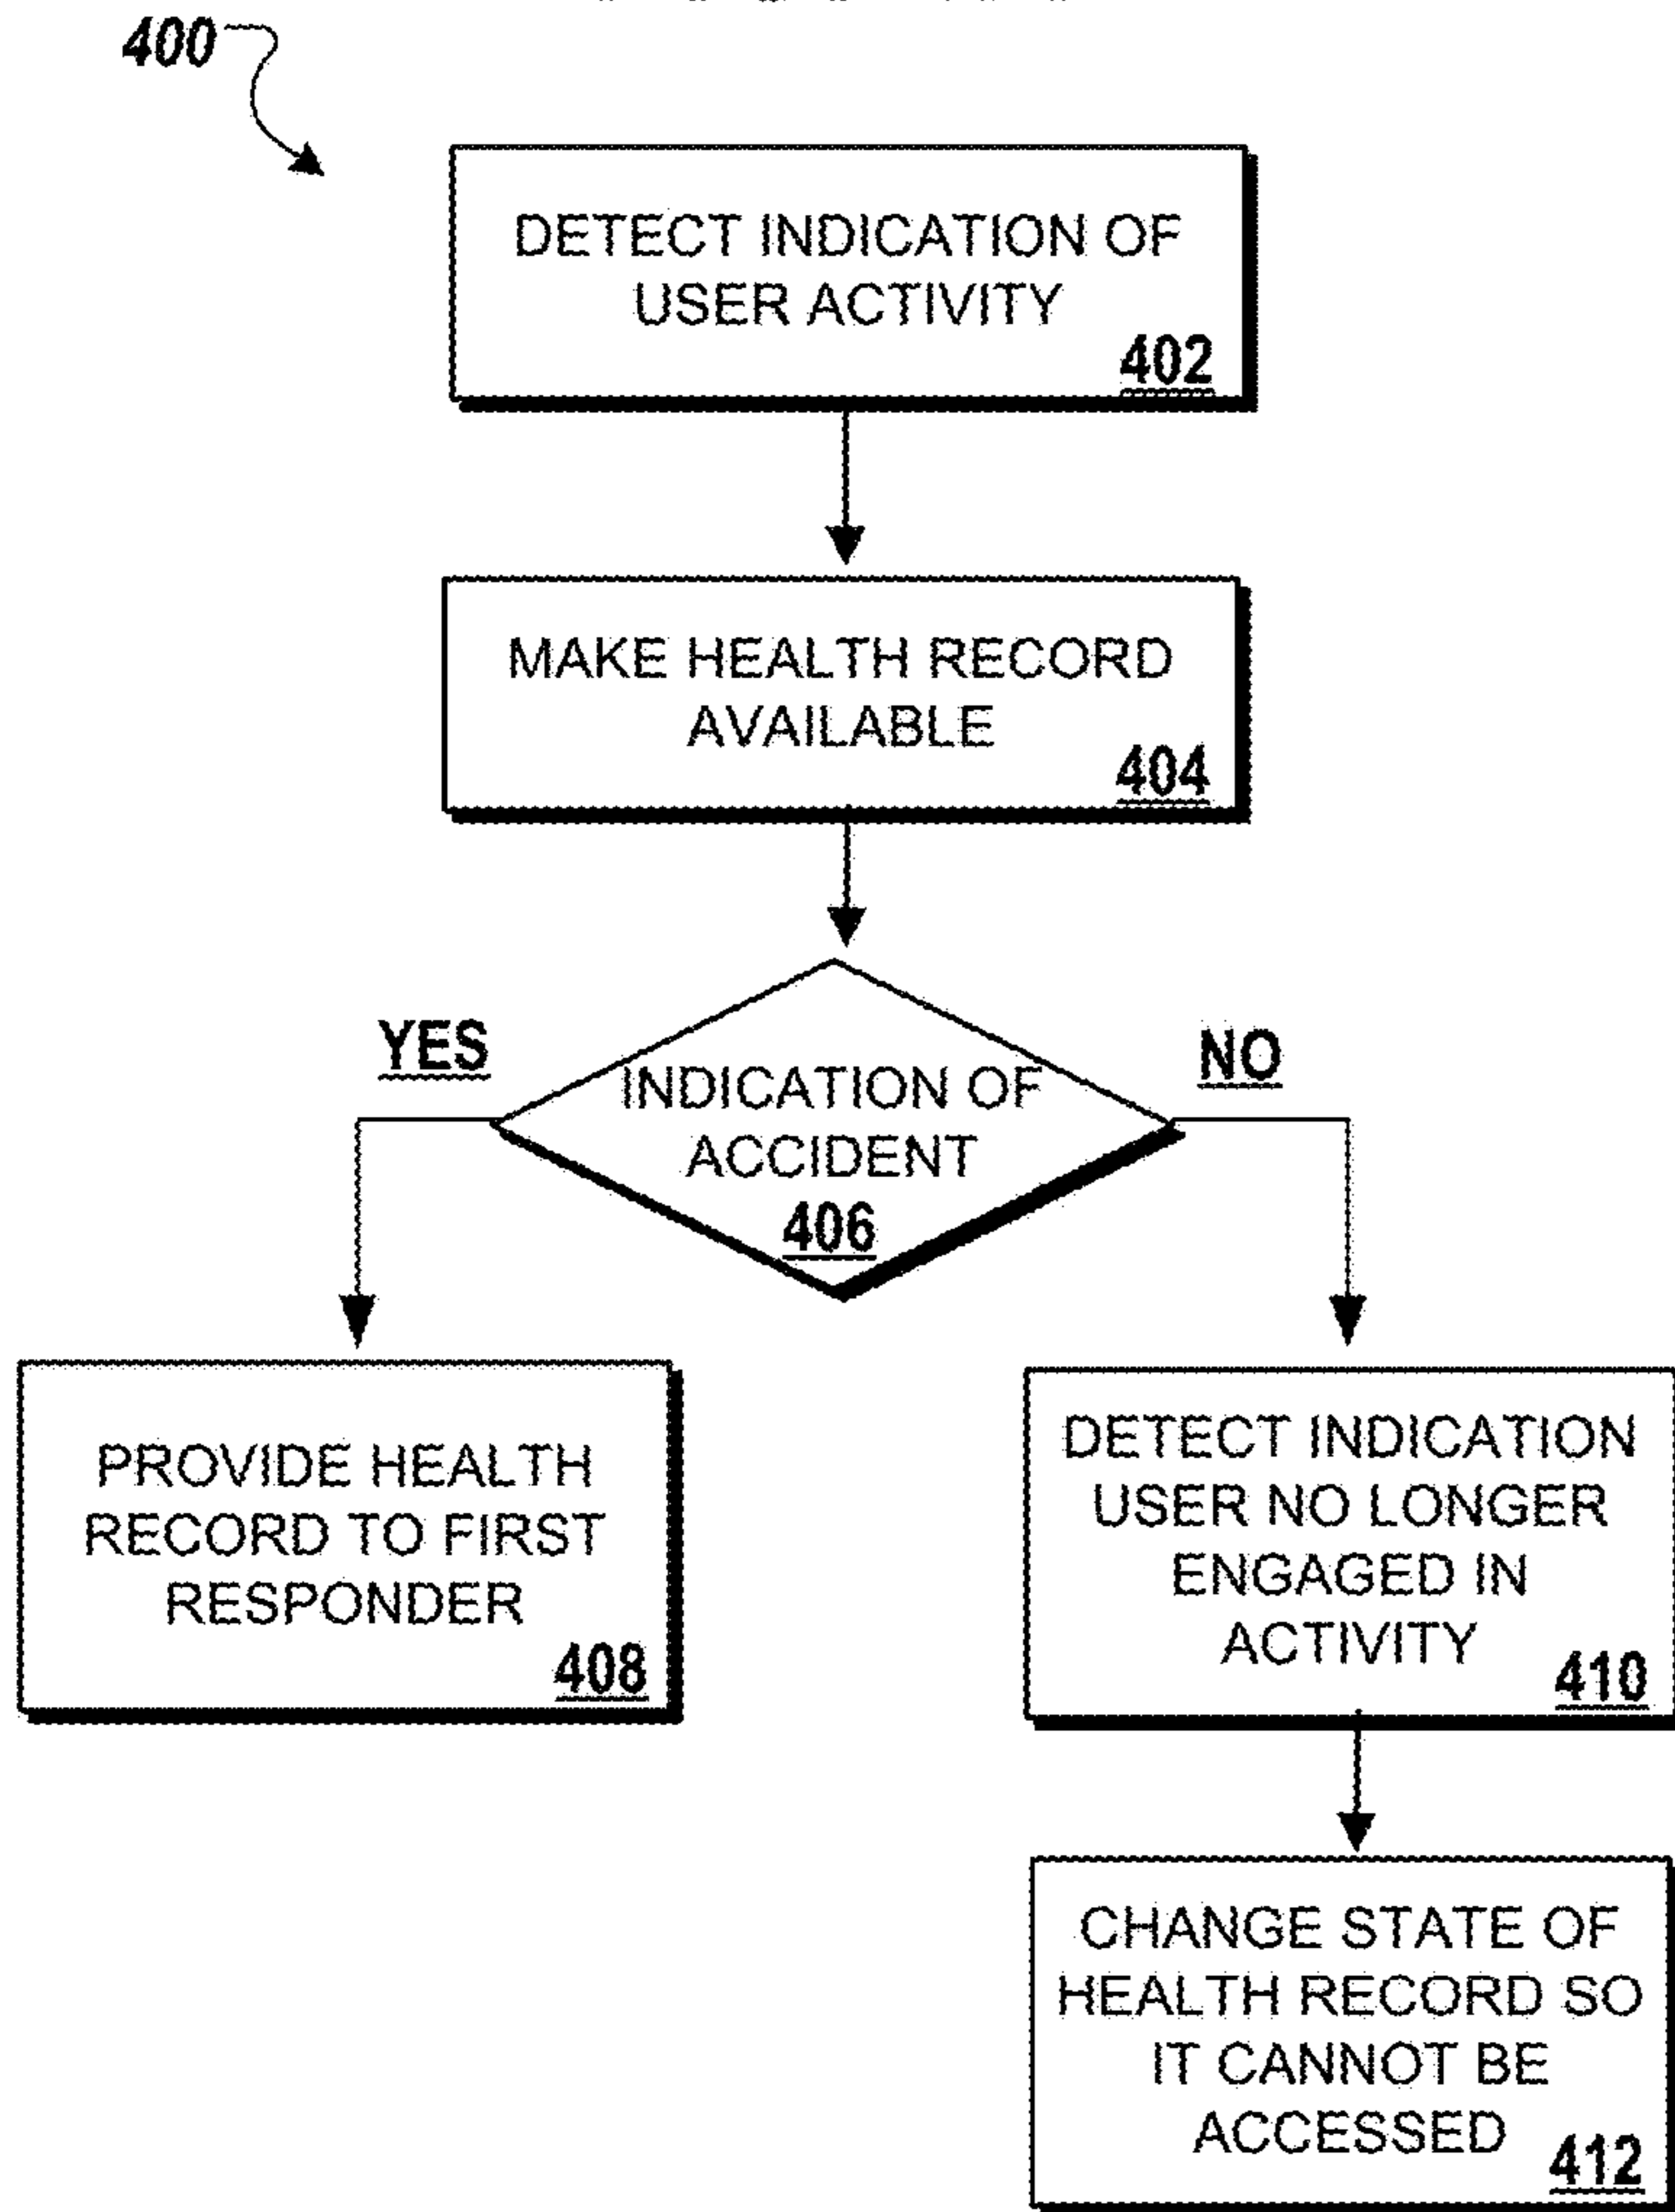 400
DETECT INDICATION OF
USER ACTIVITY
402
MAKE HEALTH RECORD
AVAILABLE
404
YES
NO
INDICATION OF
ACCIDENT
406
PROVIDE HEALTH
RECORD TO FIRST
RESPONDER
408
DETECT INDICATION
USER NO LONGER
ENGAGED IN
ACTIVITY
410
CHANGE STATE OF
HEALTH RECORD SO
IT CANNOT BE
ACCESSED
412